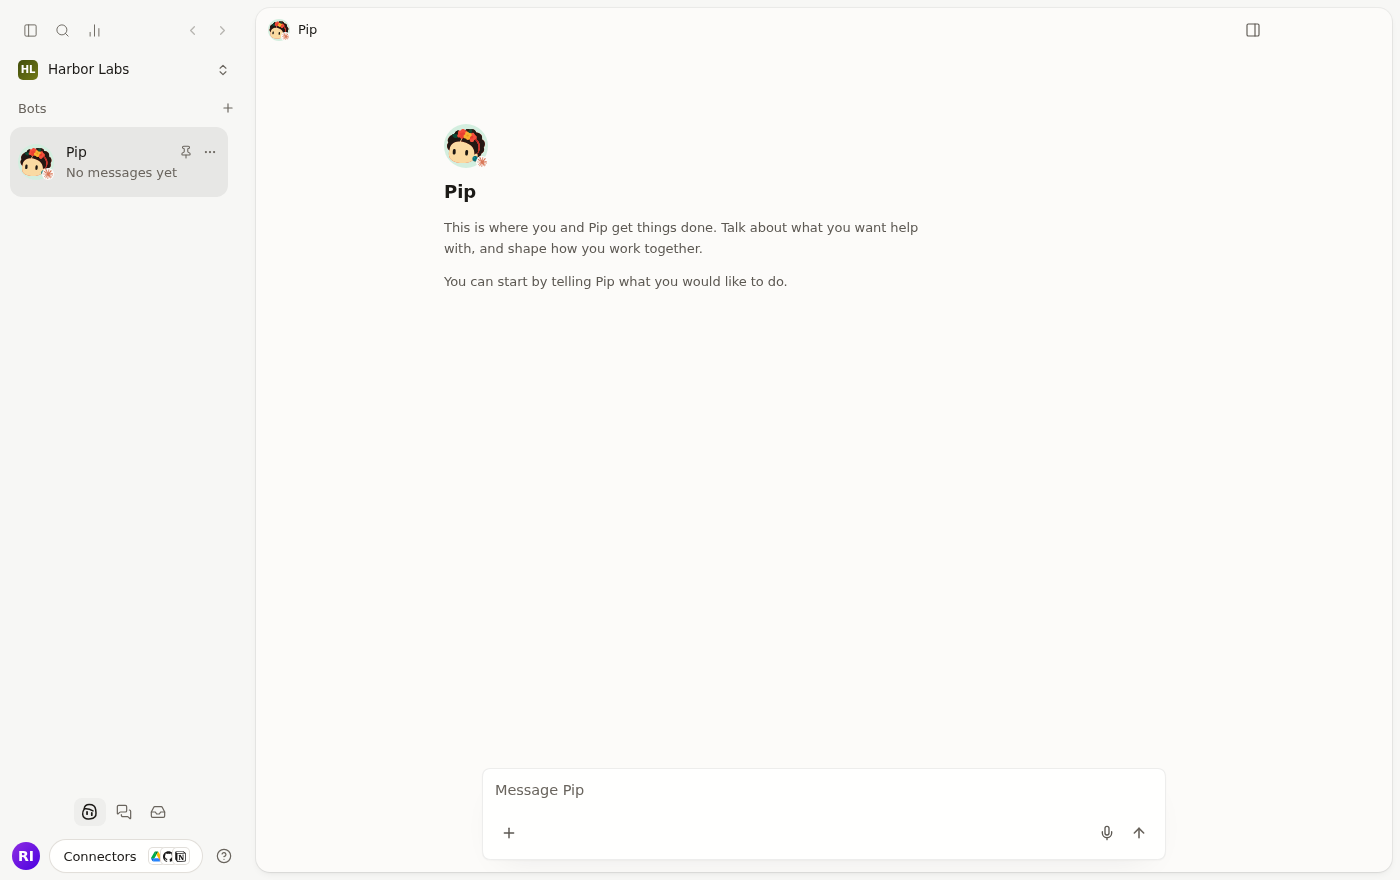 Pip
HL Harbor Labs
Bots
Pip
No messages yet
Pip
This is where you and Pip get things done. Talk about what you want help
with, and shape how you work together.
You can start by telling Pip what you would like to do.
Message Pip
RI Connectors